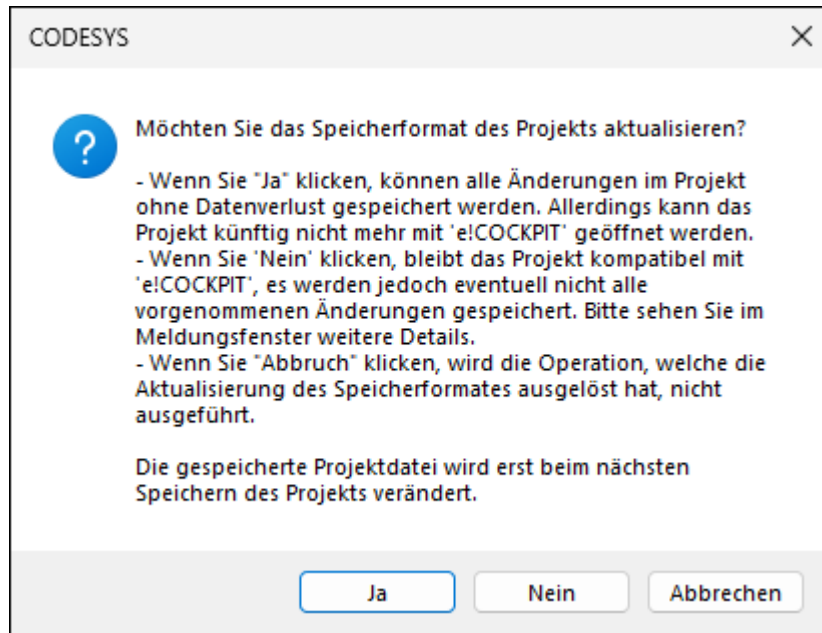 CODESYS
Möchten Sie das Speicherformat des Projekts aktualisieren?
- Wenn Sie "Ja" klicken, können alle Änderungen im Projekt
ohne Datenverlust gespeichert werden. Allerdings kann das
Projekt künftig nicht mehr mit 'e!COCKPIT' geöffnet werden.
- Wenn Sie 'Nein' klicken, bleibt das Projekt kompatibel mit
'e!COCKPIT', es werden jedoch eventuell nicht alle
vorgenommenen Änderungen gespeichert. Bitte sehen Sie im
Meldungsfenster weitere Details.
- Wenn Sie "Abbruch" klicken, wird die Operation, welche die
Aktualisierung des Speicherformates ausgelöst hat, nicht
ausgeführt.
Die gespeicherte Projektdatei wird erst beim nächsten
Speichern des Projekts verändert.
Ja Nein Abbrechen